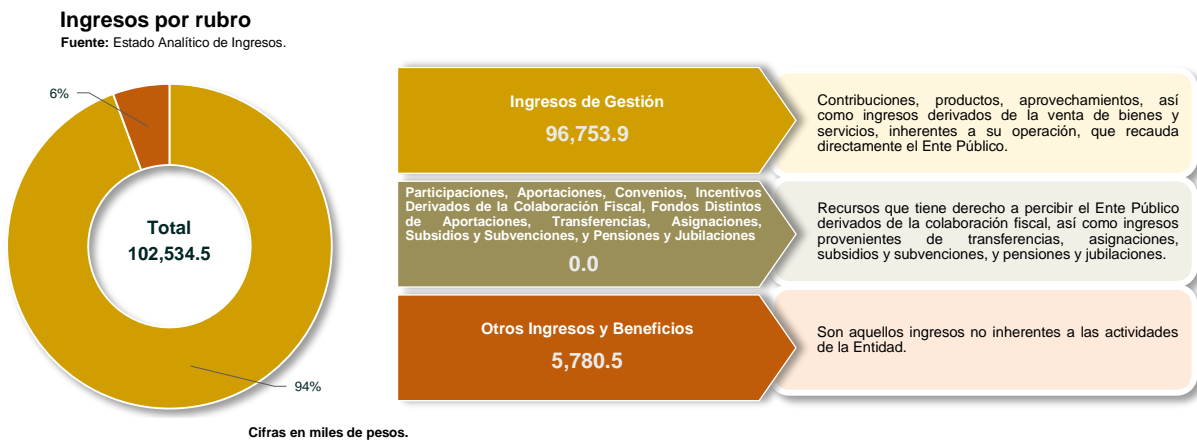 Ingresos por rubro
Fuente: Estado Analítico de Ingresos.
6%
Total
102,534.5
94%
Ingresos de Gestión
96,753.9
Contribuciones, productos, aprovechamientos, así
como ingresos derivados de la venta de bienes y
servicios, inherentes a su operación, que recauda
directamente el Ente Público.
Participaciones, Aportaciones, Convenios, Incentivos
Derivados de la Colaboración Fiscal, Fondos Distintos
de Aportaciones, Transferencias, Asignaciones,
Subsidios y Subvenciones, y Pensiones y Jubilaciones
0.0
Recursos que tiene derecho a percibir el Ente Público
derivados de la colaboración fiscal, así como ingresos
provenientes de transferencias, asignaciones,
subsidios y subvenciones, y pensiones y jubilaciones.
Otros Ingresos y Beneficios
5,780.5
Son aquellos ingresos no inherentes a las actividades
de la Entidad.
Cifras en miles de pesos.